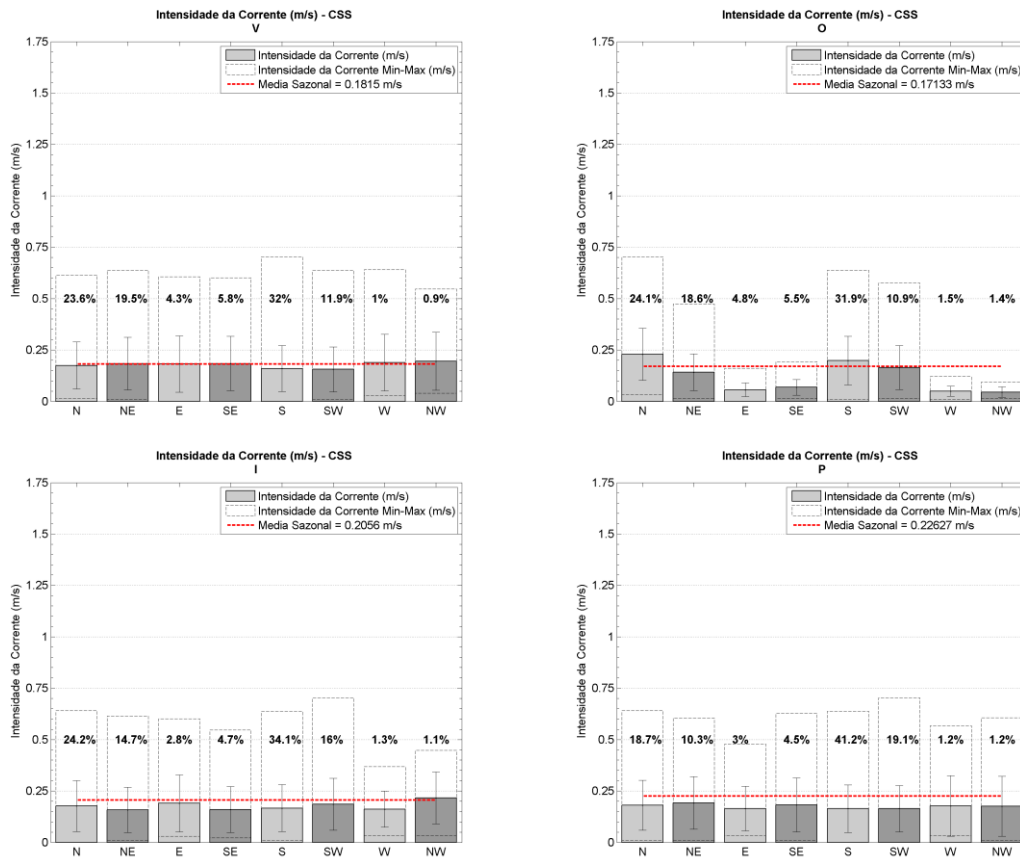 Intensidade da Corrente (m/s) - CSS
V
Intensidade da Corrente (m/s)
1.75
1.5
1.25
1
0.75
0.5
0.25
0
Intensidade da Corrente (m/s)
Intensidade da Corrente Min-Max (m/s)
Media Sazonal = 0.1815 m/s
23.6% 19.5% 4.3% 5.8% 32% 11.9% 1% 0.9%
N NE E SE S SW W NW
Intensidade da Corrente (m/s) - CSS
O
Intensidade da Corrente (m/s)
1.75
1.5
1.25
1
0.75
0.5
0.25
0
Intensidade da Corrente (m/s)
Intensidade da Corrente Min-Max (m/s)
Media Sazonal = 0.17133 m/s
24.1% 18.6% 4.8% 5.5% 31.9% 10.9% 1.5% 1.4%
N NE E SE S SW W NW
Intensidade da Corrente (m/s) - CSS
I
Intensidade da Corrente (m/s)
1.75
1.5
1.25
1
0.75
0.5
0.25
0
Intensidade da Corrente (m/s)
Intensidade da Corrente Min-Max (m/s)
Media Sazonal = 0.2056 m/s
24.2% 14.7% 2.8% 4.7% 34.1% 16% 1.3% 1.1%
N NE E SE S SW W NW
Intensidade da Corrente (m/s) - CSS
P
Intensidade da Corrente (m/s)
1.75
1.5
1.25
1
0.75
0.5
0.25
0
Intensidade da Corrente (m/s)
Intensidade da Corrente Min-Max (m/s)
Media Sazonal = 0.22627 m/s
18.7% 10.3% 3% 4.5% 41.2% 19.1% 1.2% 1.2%
N NE E SE S SW W NW